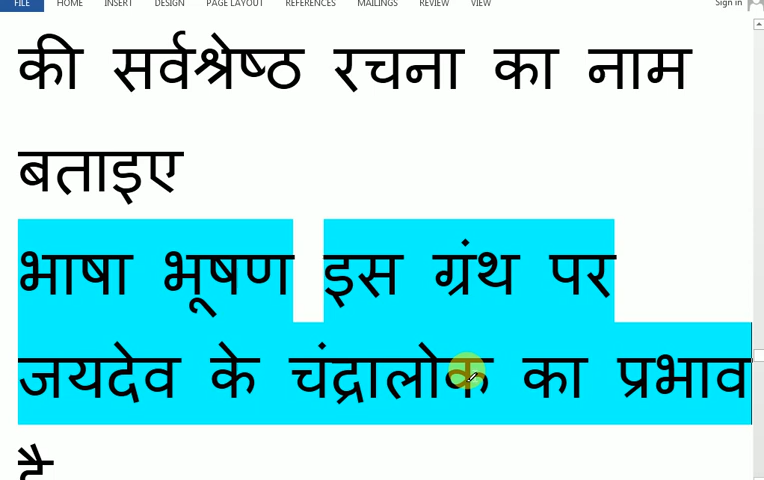 FILE HOME INSERT DESIGN PAGE LAYOUT REFERENCES MAILINGS REVIEW VIEW Sign in
की सर्वश्रेष्ठ रचना का नाम
बताइए
भाषा भूषण इस ग्रंथ पर
जयदेव के चंद्रालोक का प्रभाव
है